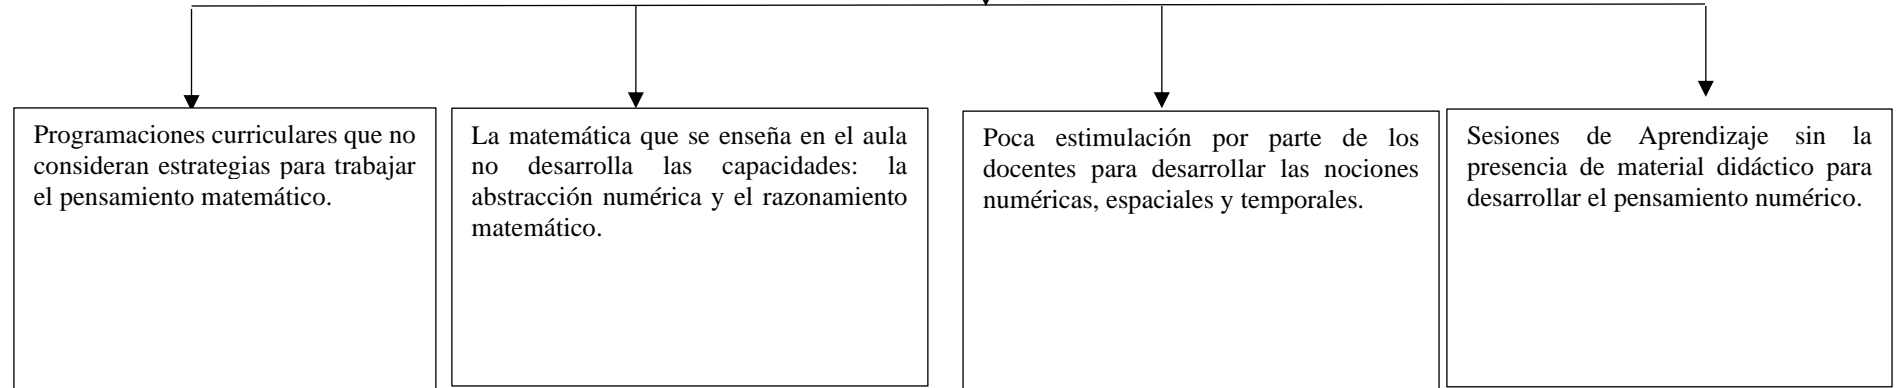 Programaciones curriculares que no
consideran estrategias para trabajar
el pensamiento matemático.
La matemática que se enseña en el aula
no desarrolla las capacidades: la
abstracción numérica y el razonamiento
matemático.
Poca estimulación por parte de los
docentes para desarrollar las nociones
numéricas, espaciales y temporales.
Sesiones de Aprendizaje sin la
presencia de material didáctico para
desarrollar el pensamiento numérico.